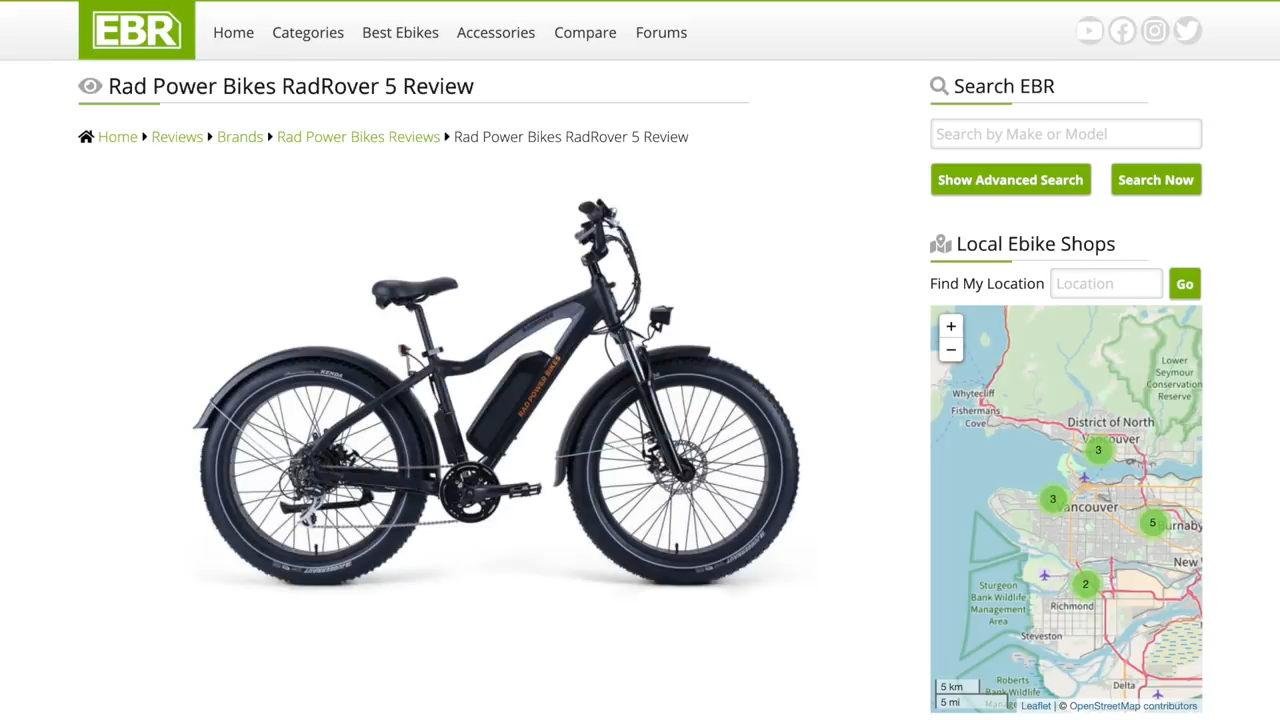 EBR
Home Categories Best Ebikes Accessories Compare Forums
Rad Power Bikes RadRover 5 Review
Home Reviews Brands Rad Power Bikes Reviews Rad Power Bikes RadRover 5 Review
KENDA
RAD POWER BIKES
Search EBR
Search by Make or Model
Show Advanced Search Search Now
Local Ebike Shops
Find My Location Location Go
+
−
Lower
Seymour
Conservation
Reserve
Whytecliff
Fishermans
Cove
District of North
Vancouver
3
3
Vancouver
5
Burnaby
New
2
Richmond
Sturgeon
Bank Wildlife
Management
Area
Steveston
Roberts
Bank Wildlife
Delta
5 km
5 mi
Leaflet | © OpenStreetMap contributors